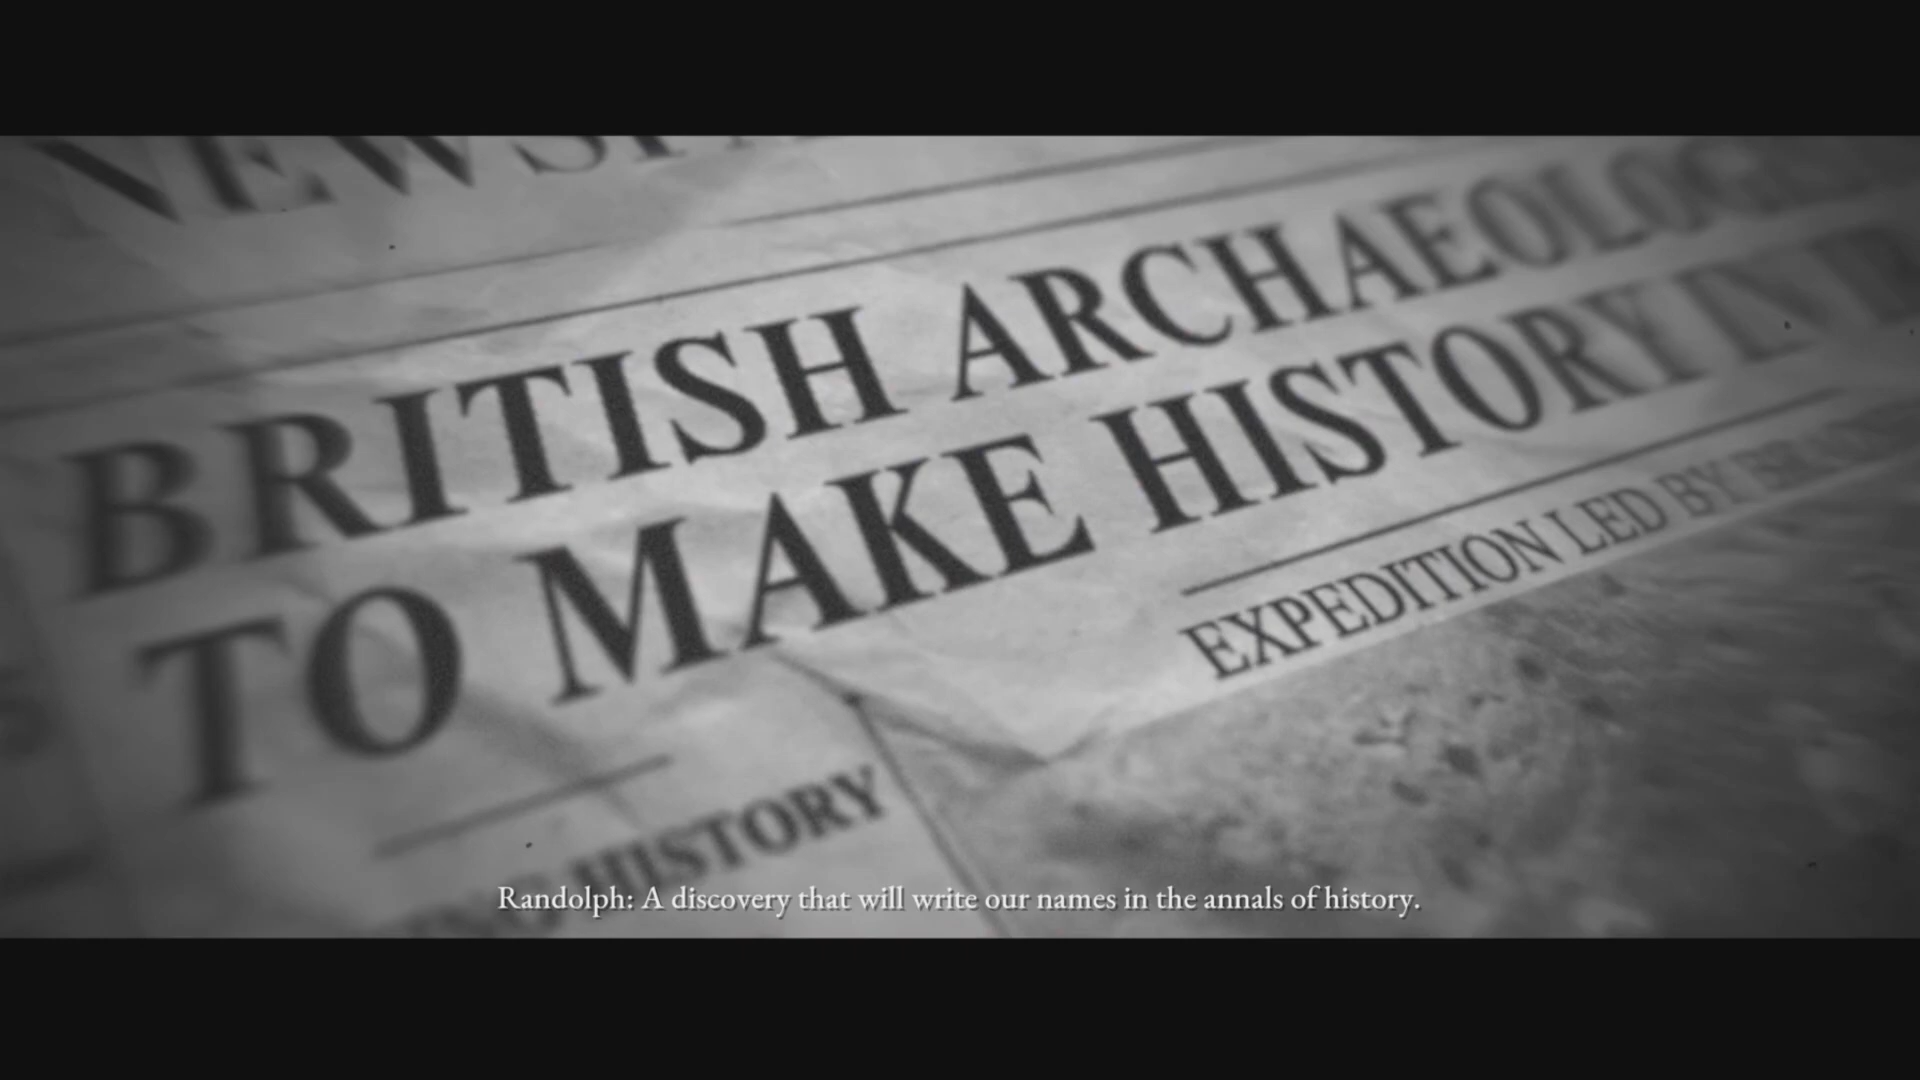 BRITISH
TO MAKE HISTORY IN
EXPEDITION LED BY
HISTORY
Randolph: A discovery that will write our names in the annals of history.